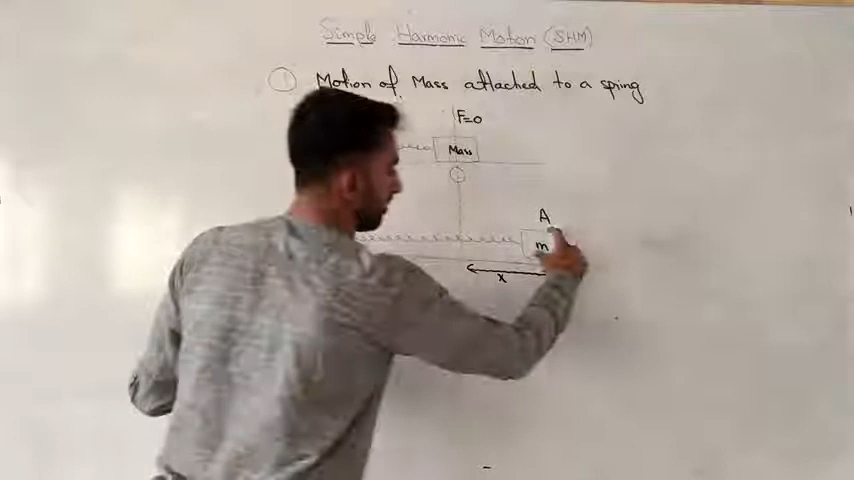 Simple Harmonic Motion (SHM)
① Motion of Mass attached to a spring
F=0
Mass
A
m
x